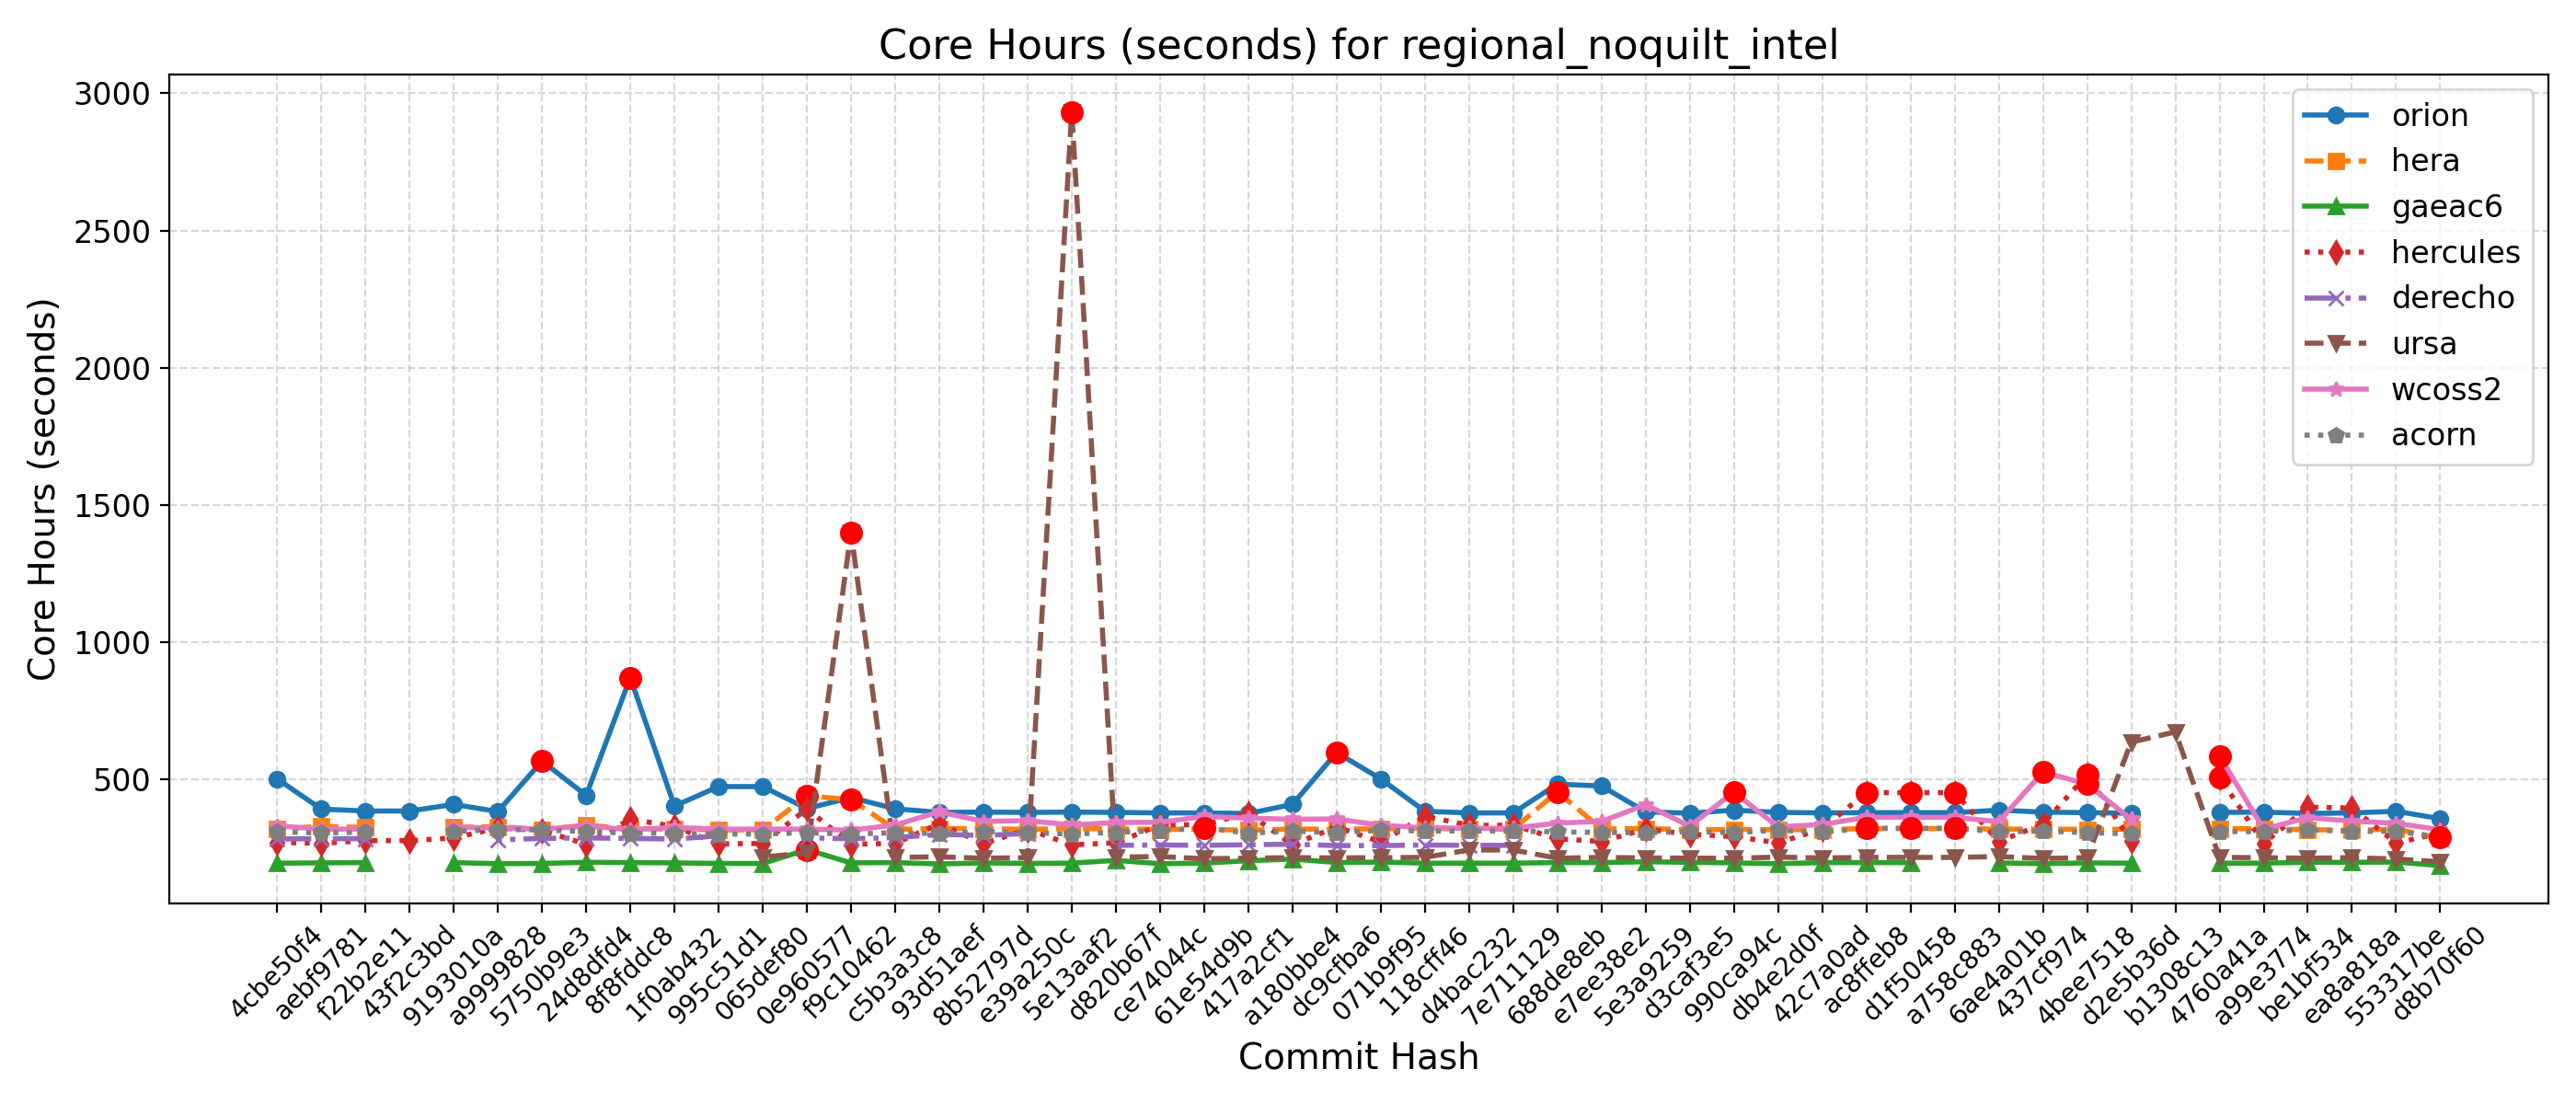 Core Hours (seconds) for regional_noquilt_intel
Core Hours (seconds)
3000
2500
2000
1500
1000
500
orion
hera
gaeac6
hercules
derecho
ursa
wcoss2
acorn
4cbe50f4
aebf9781
f22b2e11
43f2c3bd
9193010a
a9999828
5750b9e3
24d8dfd4
8f8fddc8
1f0ab432
995c51d1
065def80
0e960577
f9c10462
c5b3a3c8
93d51aef
8b52797d
e39a250c
5e13aaf2
d820b67f
ce74044c
61e54d9b
417a2cf1
a180bbe4
dc9cfba6
071b9f95
118cff46
d4bac232
7e711129
688de8eb
e7ee38e2
5e3a9259
d3caf3e5
990ca94c
db4e2d0f
42c7a0ad
ac8ffeb8
d1f50458
a758c883
6ae4a01b
437cf974
4bee7518
d2e5b36d
b1308c13
4760a41a
a99e3774
be1bf534
ea8a818a
553317be
d8b70f60
Commit Hash